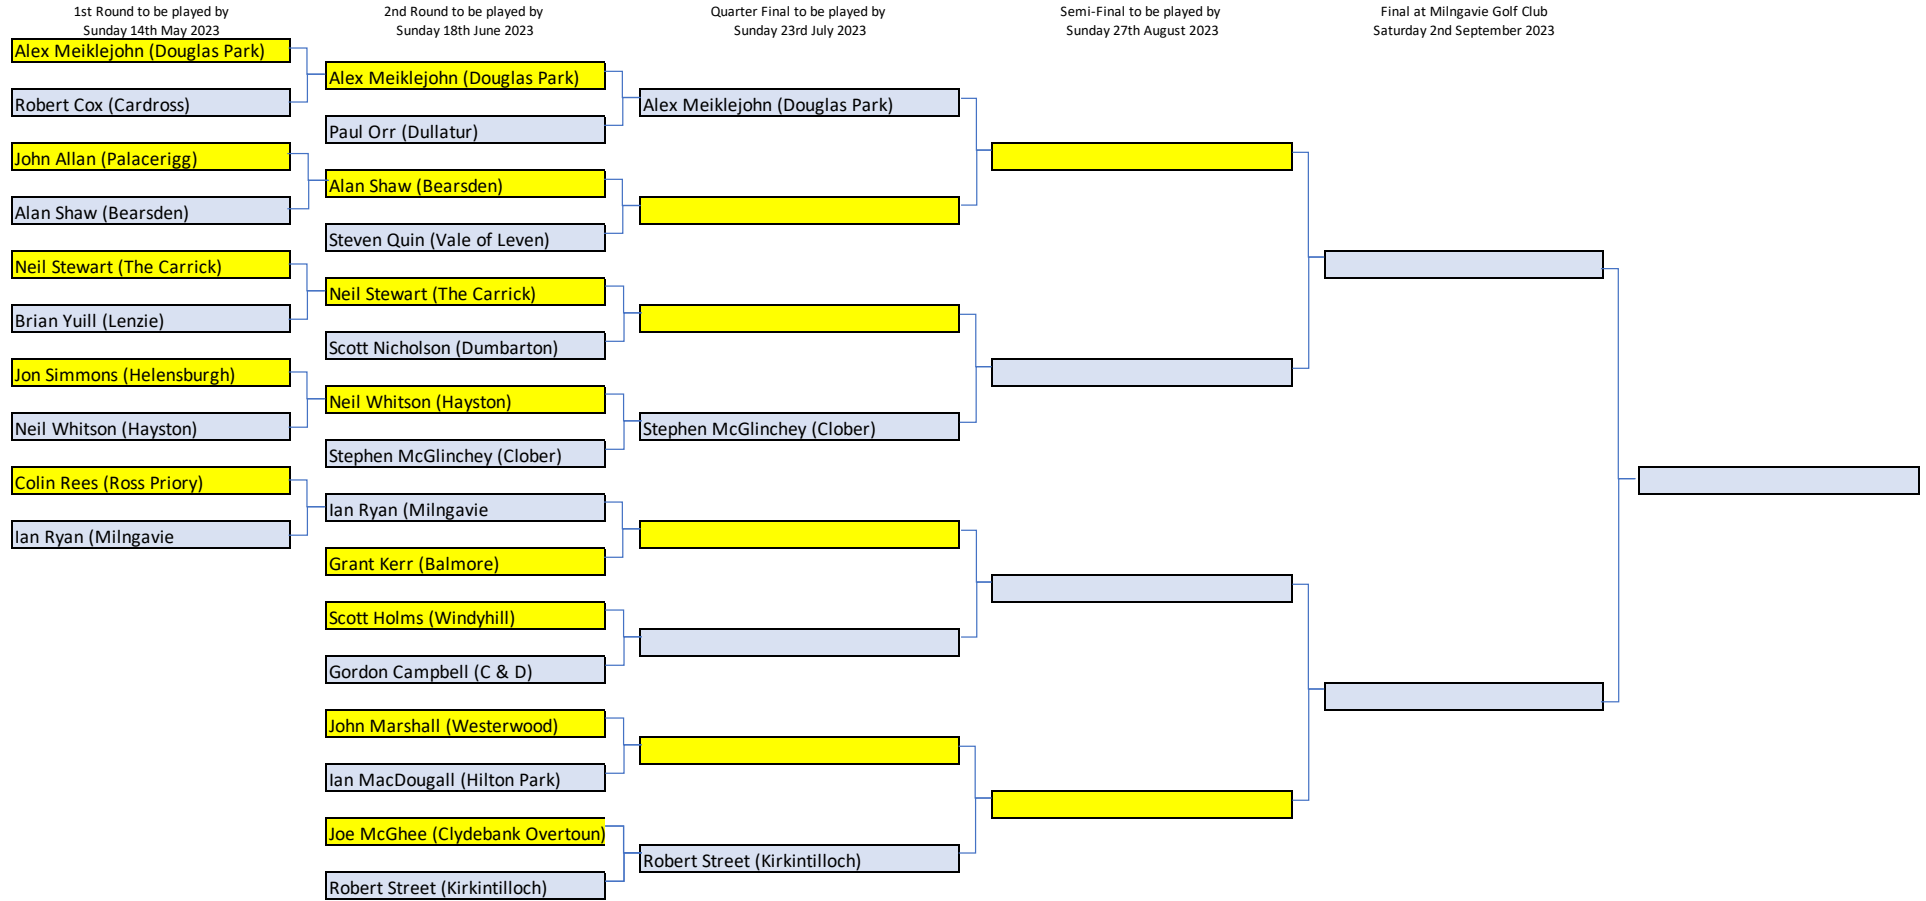 1st Round to be played by
Sunday 14th May 2023
2nd Round to be played by
Sunday 18th June 2023
Quarter Final to be played by
Sunday 23rd July 2023
Semi-Final to be played by
Sunday 27th August 2023
Final at Milngavie Golf Club
Saturday 2nd September 2023
Alex Meiklejohn (Douglas Park)
Robert Cox (Cardross)
John Allan (Palacerigg)
Alan Shaw (Bearsden)
Neil Stewart (The Carrick)
Brian Yuill (Lenzie)
Jon Simmons (Helensburgh)
Neil Whitson (Hayston)
Colin Rees (Ross Priory)
Ian Ryan (Milngavie
Alex Meiklejohn (Douglas Park)
Paul Orr (Dullatur)
Alan Shaw (Bearsden)
Steven Quin (Vale of Leven)
Neil Stewart (The Carrick)
Scott Nicholson (Dumbarton)
Neil Whitson (Hayston)
Stephen McGlinchey (Clober)
Ian Ryan (Milngavie
Grant Kerr (Balmore)
Scott Holms (Windyhill)
Gordon Campbell (C & D)
John Marshall (Westerwood)
Ian MacDougall (Hilton Park)
Joe McGhee (Clydebank Overtoun)
Robert Street (Kirkintilloch)
Alex Meiklejohn (Douglas Park)
Stephen McGlinchey (Clober)
Robert Street (Kirkintilloch)